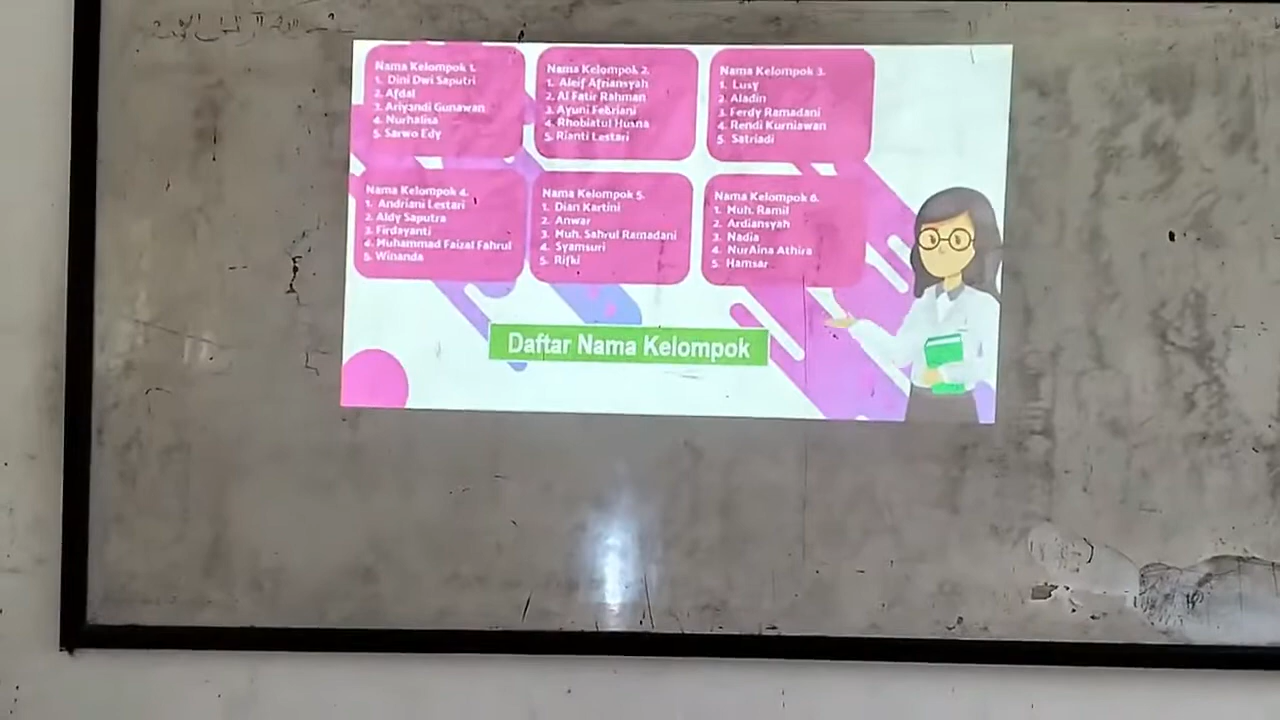 Nama Kelompok 1.
1. Dini Dwi Saputri
2. Afdal
3. Ariyandi Gunawan
4. Nurhalisa
5. Sarwo Edy
Nama Kelompok 2.
1. Aleif Afriansyah
2. Al Fatir Rahman
3. Ayuni Febriani
4. Rhobiatul Husna
5. Rianti Lestari
Nama Kelompok 3.
1. Lusy
2. Aladin
3. Ferdy Ramadani
4. Rendi Kurniawan
5. Satriadi
Nama Kelompok 4.
1. Andriani Lestari
2. Aldy Saputra
3. Firdayanti
4. Muhammad Faizal Fahrul
5. Winanda
Nama Kelompok 5.
1. Dian Kartini
2. Anwar
3. Muh. Sahrul Ramadani
4. Syamsuri
5. Rifki
Nama Kelompok 6.
1. Muh. Ramil
2. Ardiansyah
3. Nadia
4. NurAina Athira
5. Hamsar
Daftar Nama Kelompok